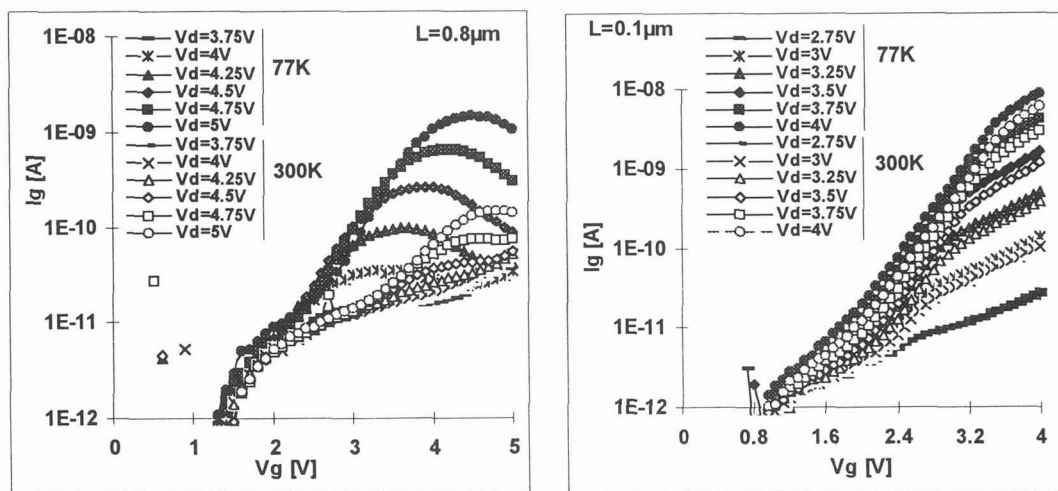 L=0.8µm
1E-08
1E-09
1E-10
1E-11
1E-12
Ig [A]
Vd=3.75V
Vd=4V
Vd=4.25V
Vd=4.5V
Vd=4.75V
Vd=5V
77K
Vd=3.75V
Vd=4V
Vd=4.25V
Vd=4.5V
Vd=4.75V
Vd=5V
300K
0 1 2 3 4 5
Vg [V]
L=0.1µm
1E-08
1E-09
1E-10
1E-11
1E-12
Ig [A]
Vd=2.75V
Vd=3V
Vd=3.25V
Vd=3.5V
Vd=3.75V
Vd=4V
77K
Vd=2.75V
Vd=3V
Vd=3.25V
Vd=3.5V
Vd=3.75V
Vd=4V
300K
0 0.8 1.6 2.4 3.2 4
Vg [V]